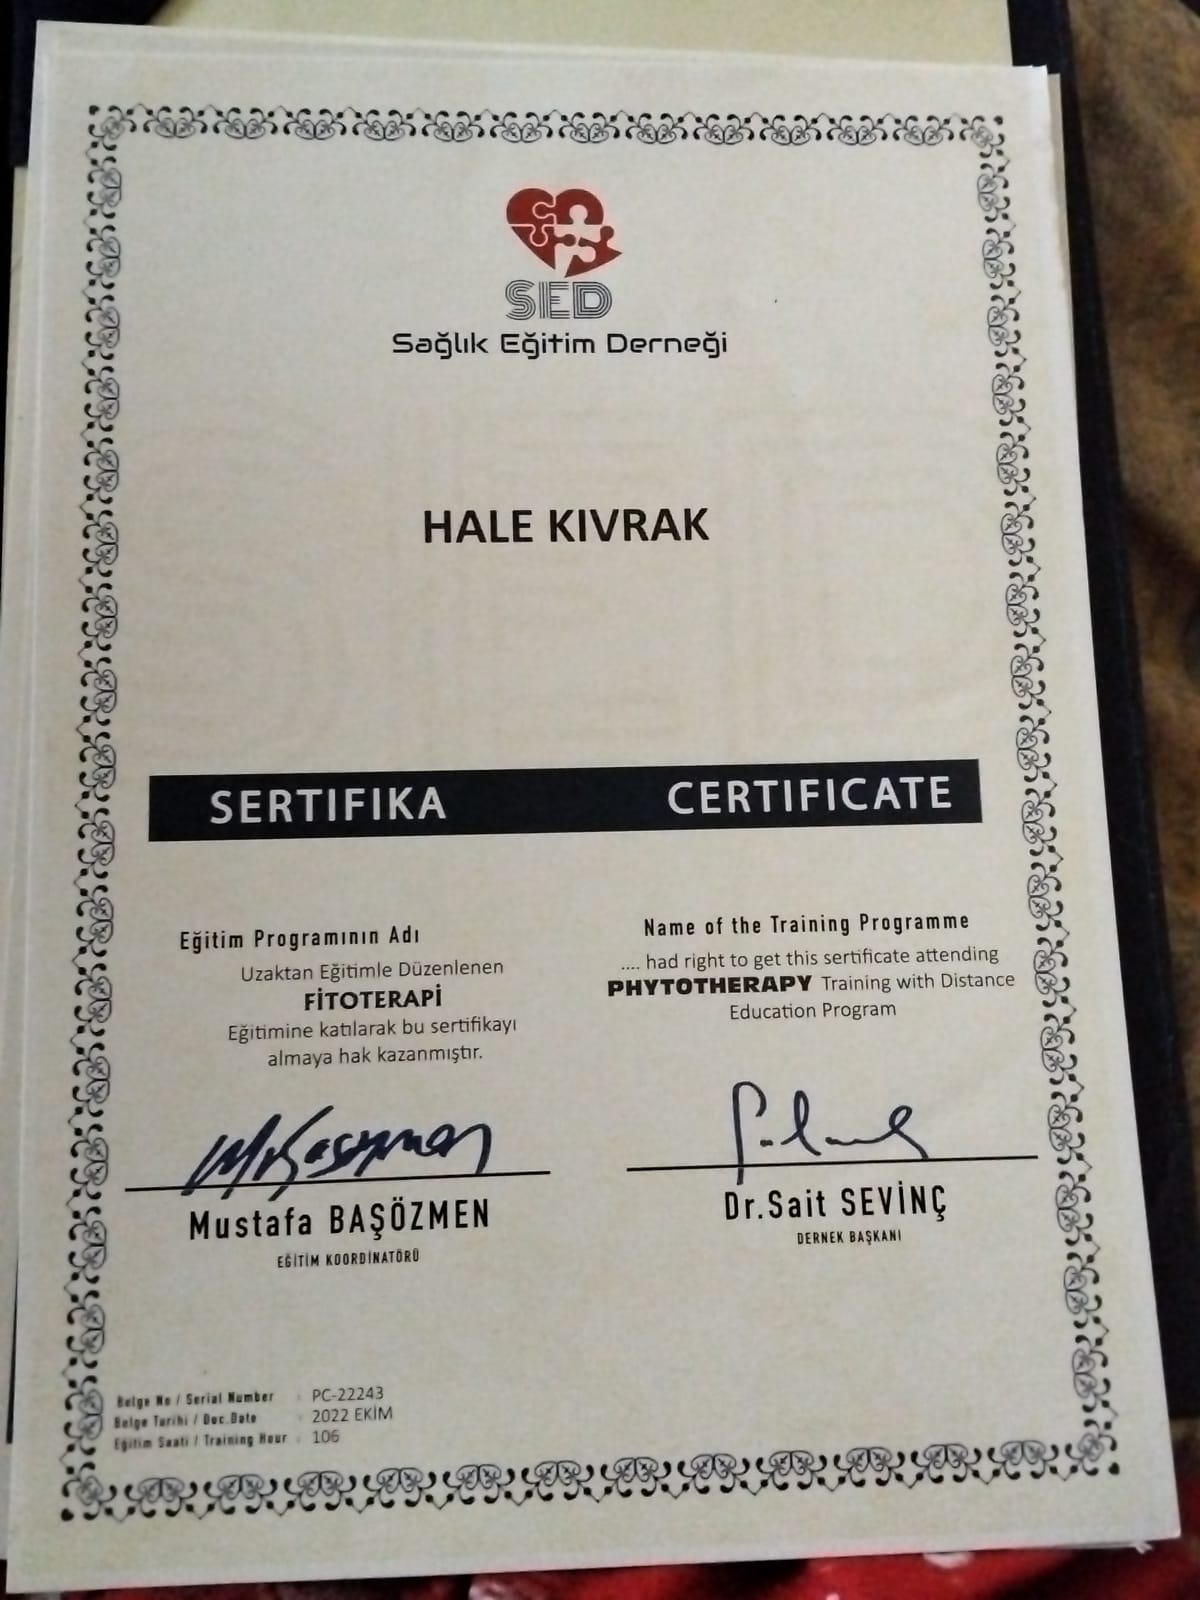 SED
Sağlık Eğitim Derneği
HALE KIVRAK
SERTIFIKA
CERTIFICATE
Eğitim Programının Adı
Uzaktan Eğitimle Düzenlenen
FİTOTERAPİ
Eğitimine katılarak bu sertifikayı
almaya hak kazanmıştır.
Name of the Training Programme
.... had right to get this sertificate attending
PHYTOTHERAPY Training with Distance
Education Program
Mustafa BAŞÖZMEN
EĞİTİM KOORDİNATÖRÜ
Dr.Sait SEVİNÇ
DERNEK BAŞKANI
Belge No / Serial Number : PC-22243
Belge Tarihi / Doc.Date : 2022 EKİM
Eğitim Saati / Training Hour : 106